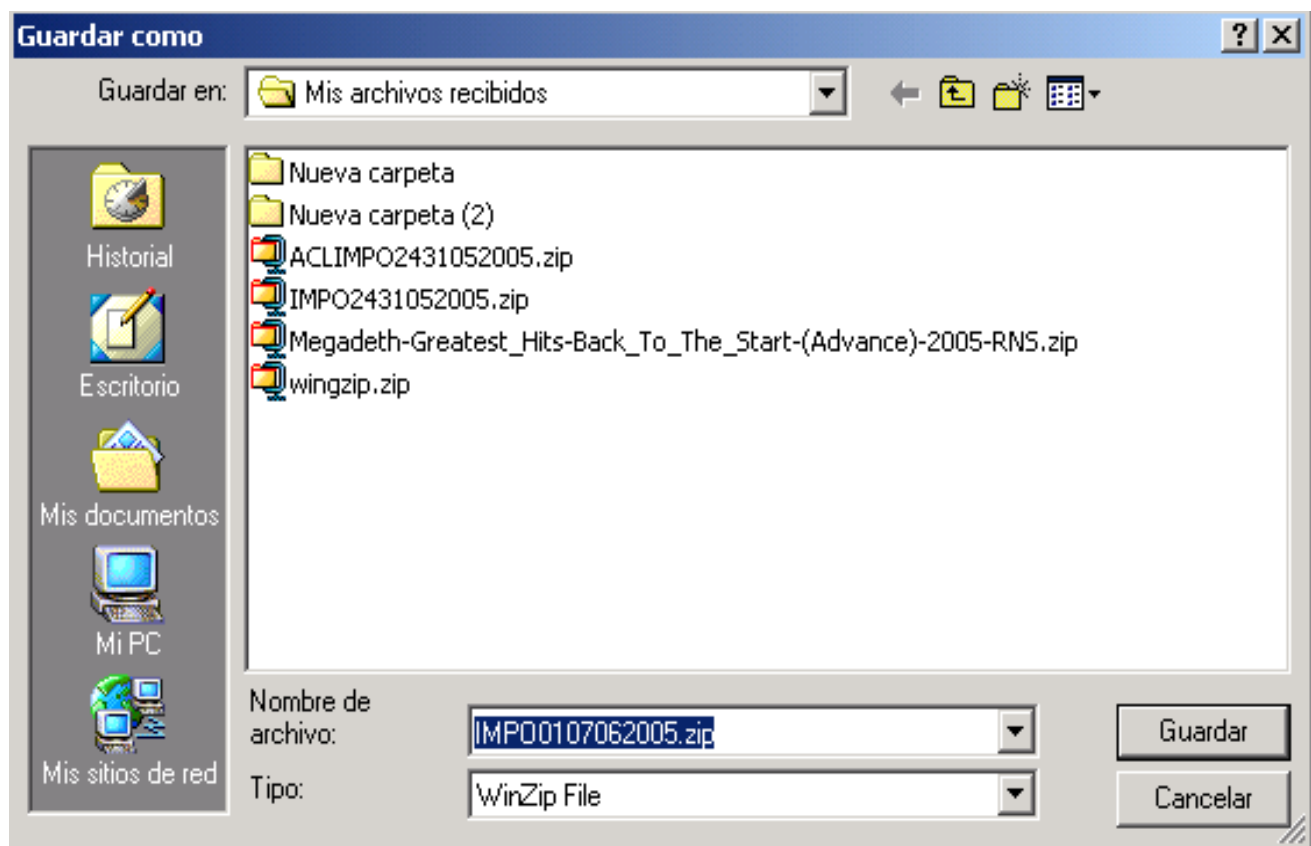 Guardar como
Guardar en:
Mis archivos recibidos
Historial
Escritorio
Mis documentos
Mi PC
Mis sitios de red
Nueva carpeta
Nueva carpeta (2)
ACLIMPO2431052005.zip
IMPO2431052005.zip
Megadeth-Greatest_Hits-Back_To_The_Start-(Advance)-2005-RNS.zip
wingzip.zip
Nombre de
archivo:
IMPO0107062005.zip
Guardar
Tipo:
WinZip File
Cancelar